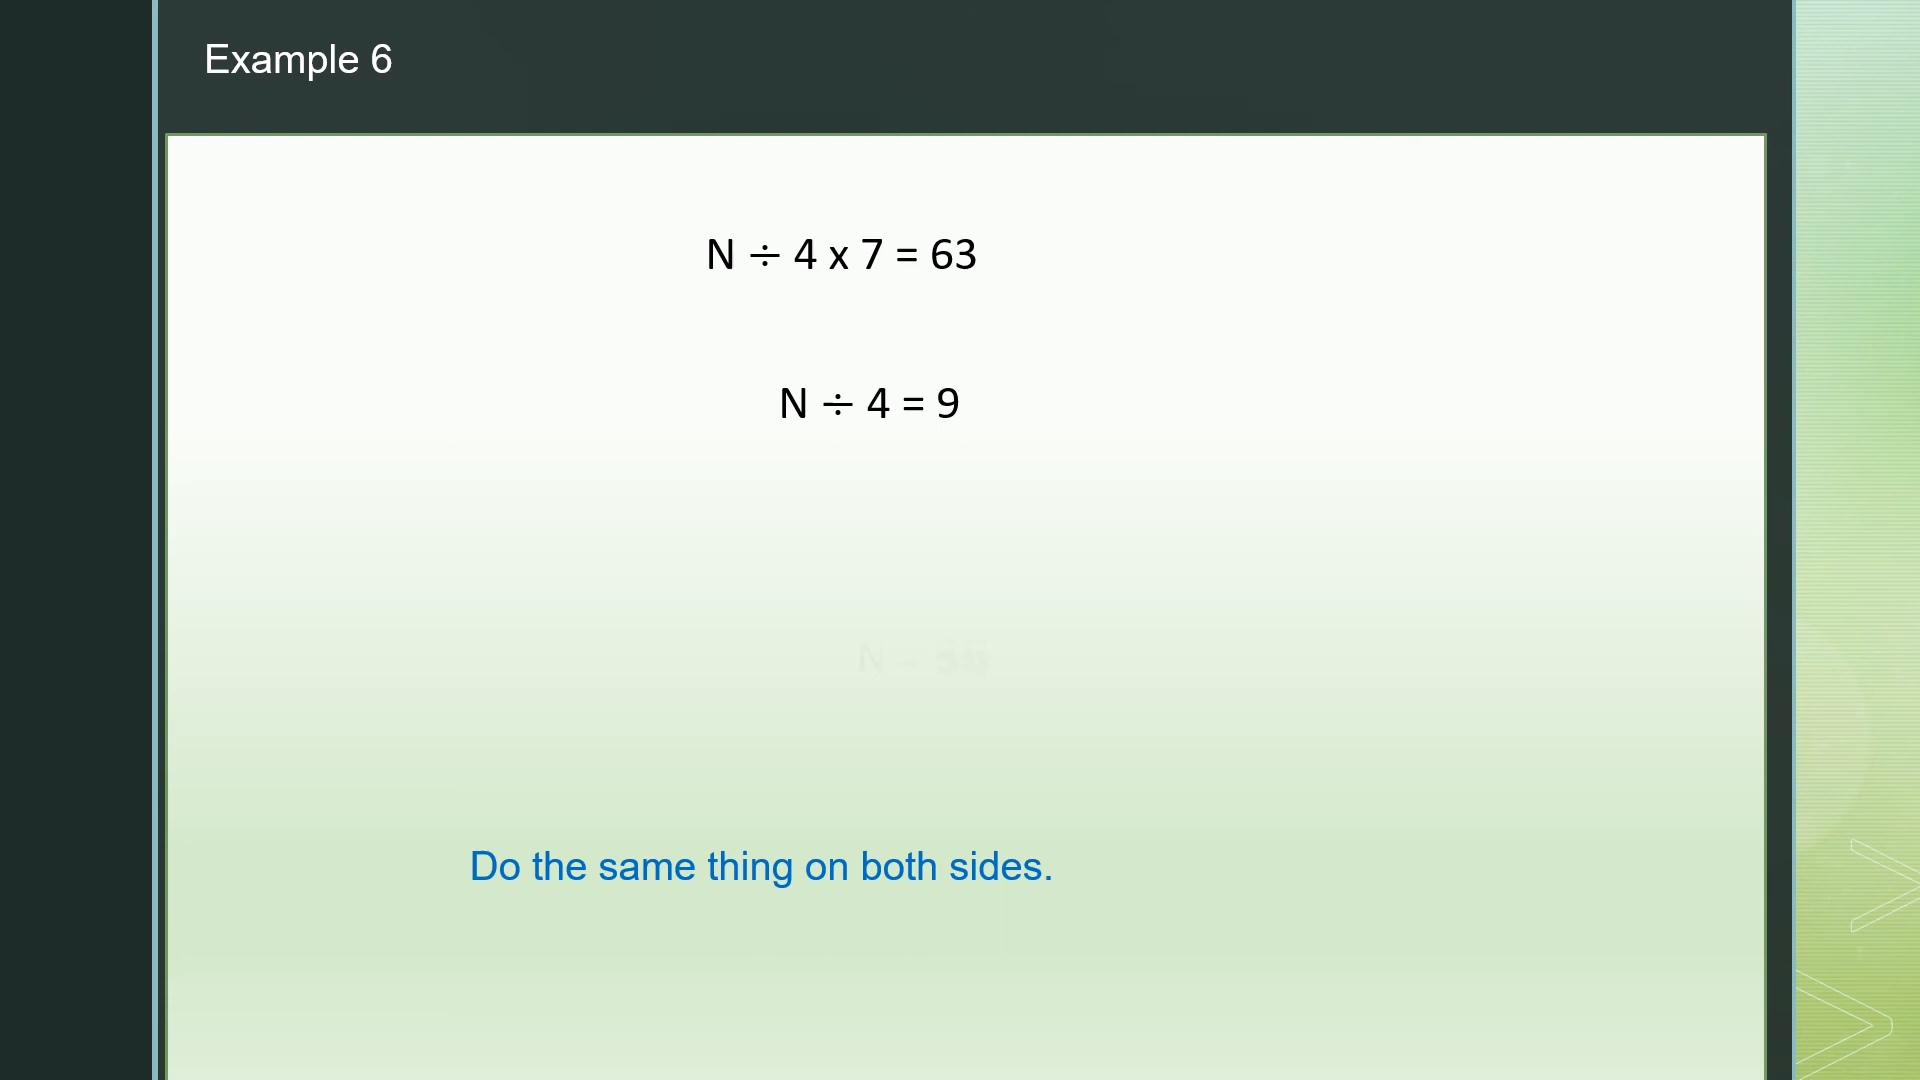 Example 6
N ÷ 4 x 7 = 63
N ÷ 4 = 9
Do the same thing on both sides.